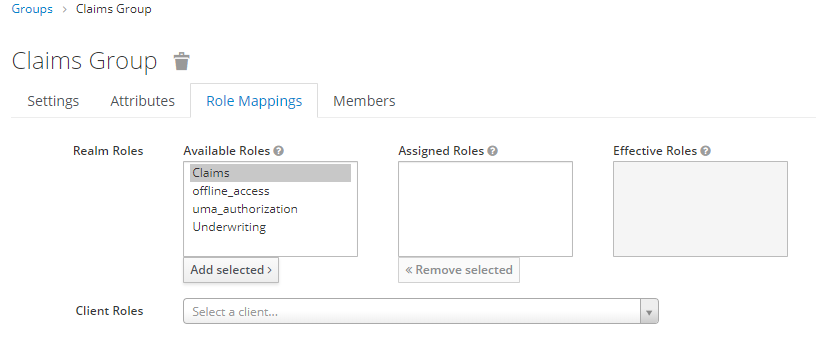 Groups > Claims Group
Claims Group
Settings Attributes Role Mappings Members
Realm Roles Available Roles Assigned Roles Effective Roles
Claims
offline_access
uma_authorization
Underwriting
Add selected > « Remove selected
Client Roles Select a client...